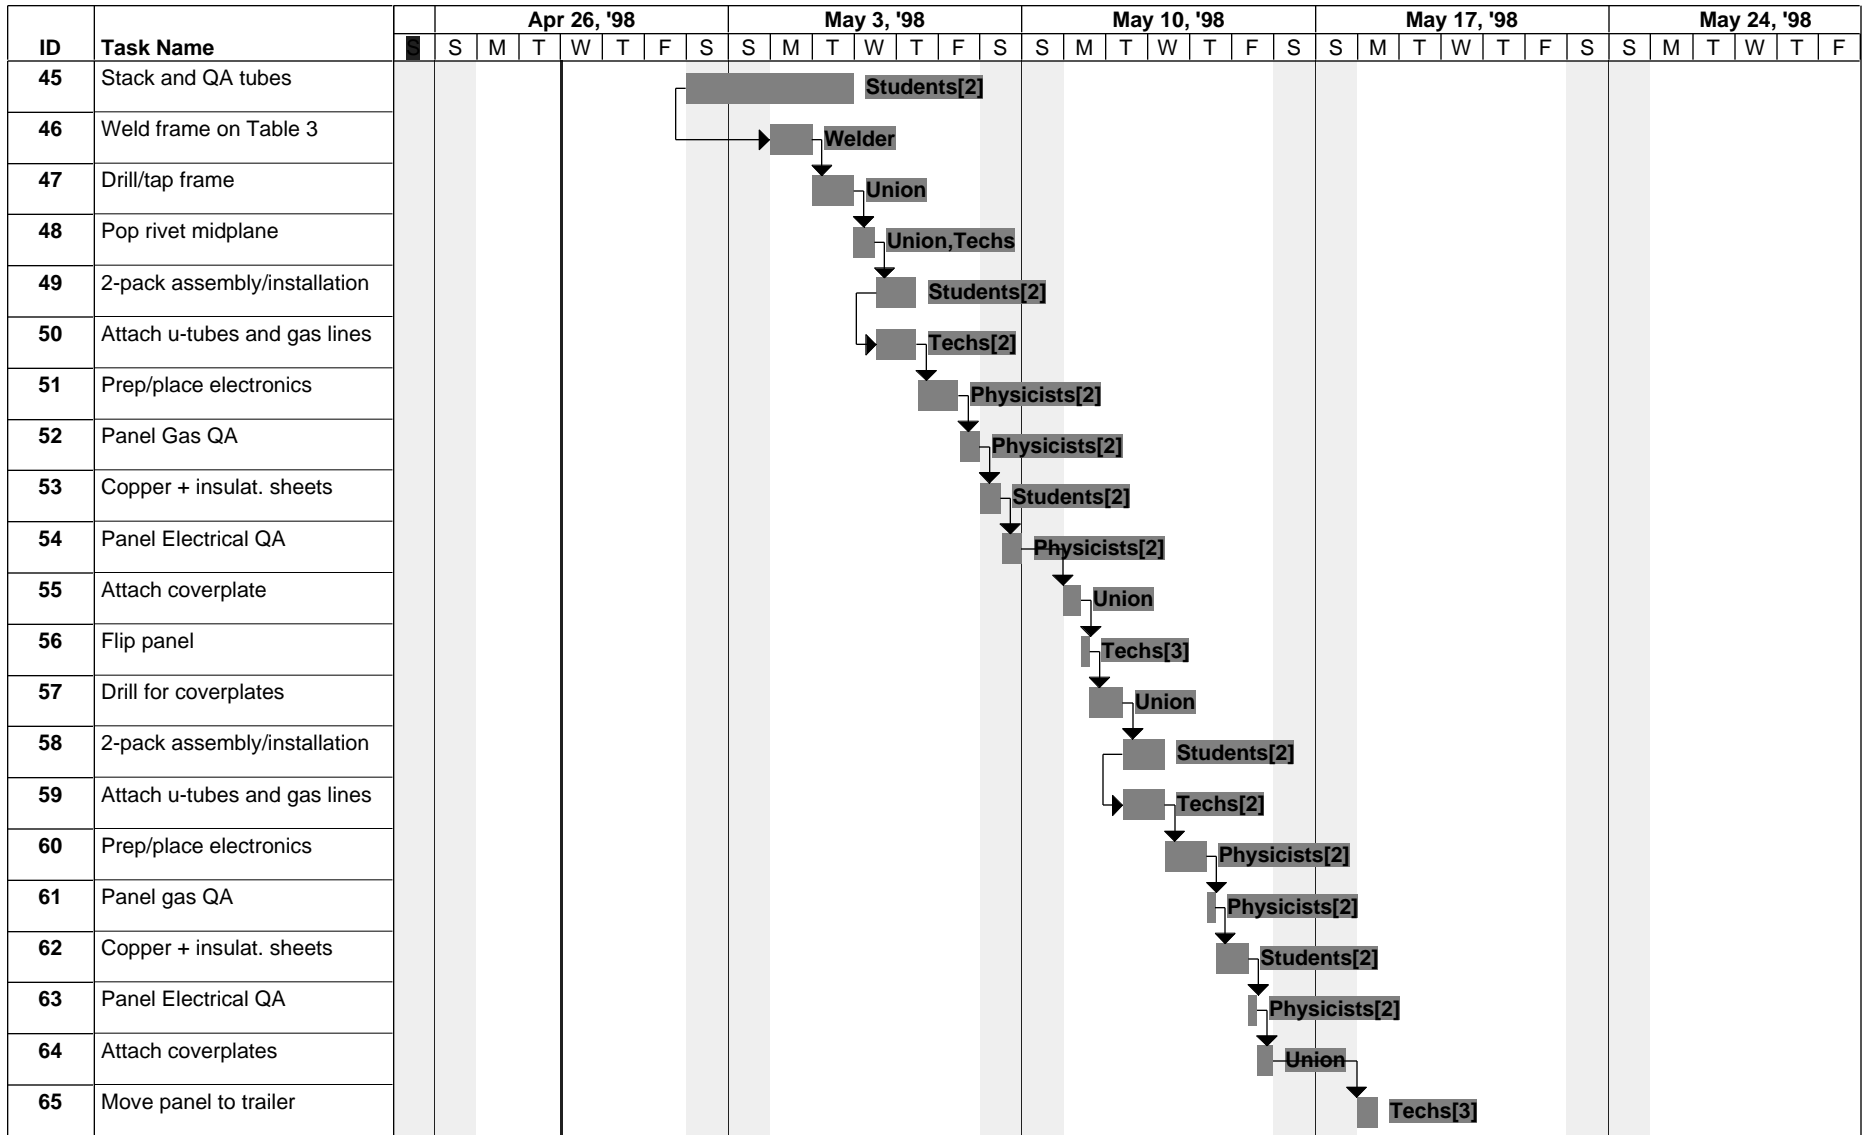 Apr 26, '98 May 3, '98 May 10, '98 May 17, '98 May 24, '98
ID Task Name S S M T W T F S S M T W T F S S M T W T F S S M T W T F S S M T W T F
45 Stack and QA tubes Students[2]
46 Weld frame on Table 3 Welder
47 Drill/tap frame Union
48 Pop rivet midplane Union,Techs
49 2-pack assembly/installation Students[2]
50 Attach u-tubes and gas lines Techs[2]
51 Prep/place electronics Physicists[2]
52 Panel Gas QA Physicists[2]
53 Copper + insulat. sheets Students[2]
54 Panel Electrical QA Physicists[2]
55 Attach coverplate Union
56 Flip panel Techs[3]
57 Drill for coverplates Union
58 2-pack assembly/installation Students[2]
59 Attach u-tubes and gas lines Techs[2]
60 Prep/place electronics Physicists[2]
61 Panel gas QA Physicists[2]
62 Copper + insulat. sheets Students[2]
63 Panel Electrical QA Physicists[2]
64 Attach coverplates Union
65 Move panel to trailer Techs[3]